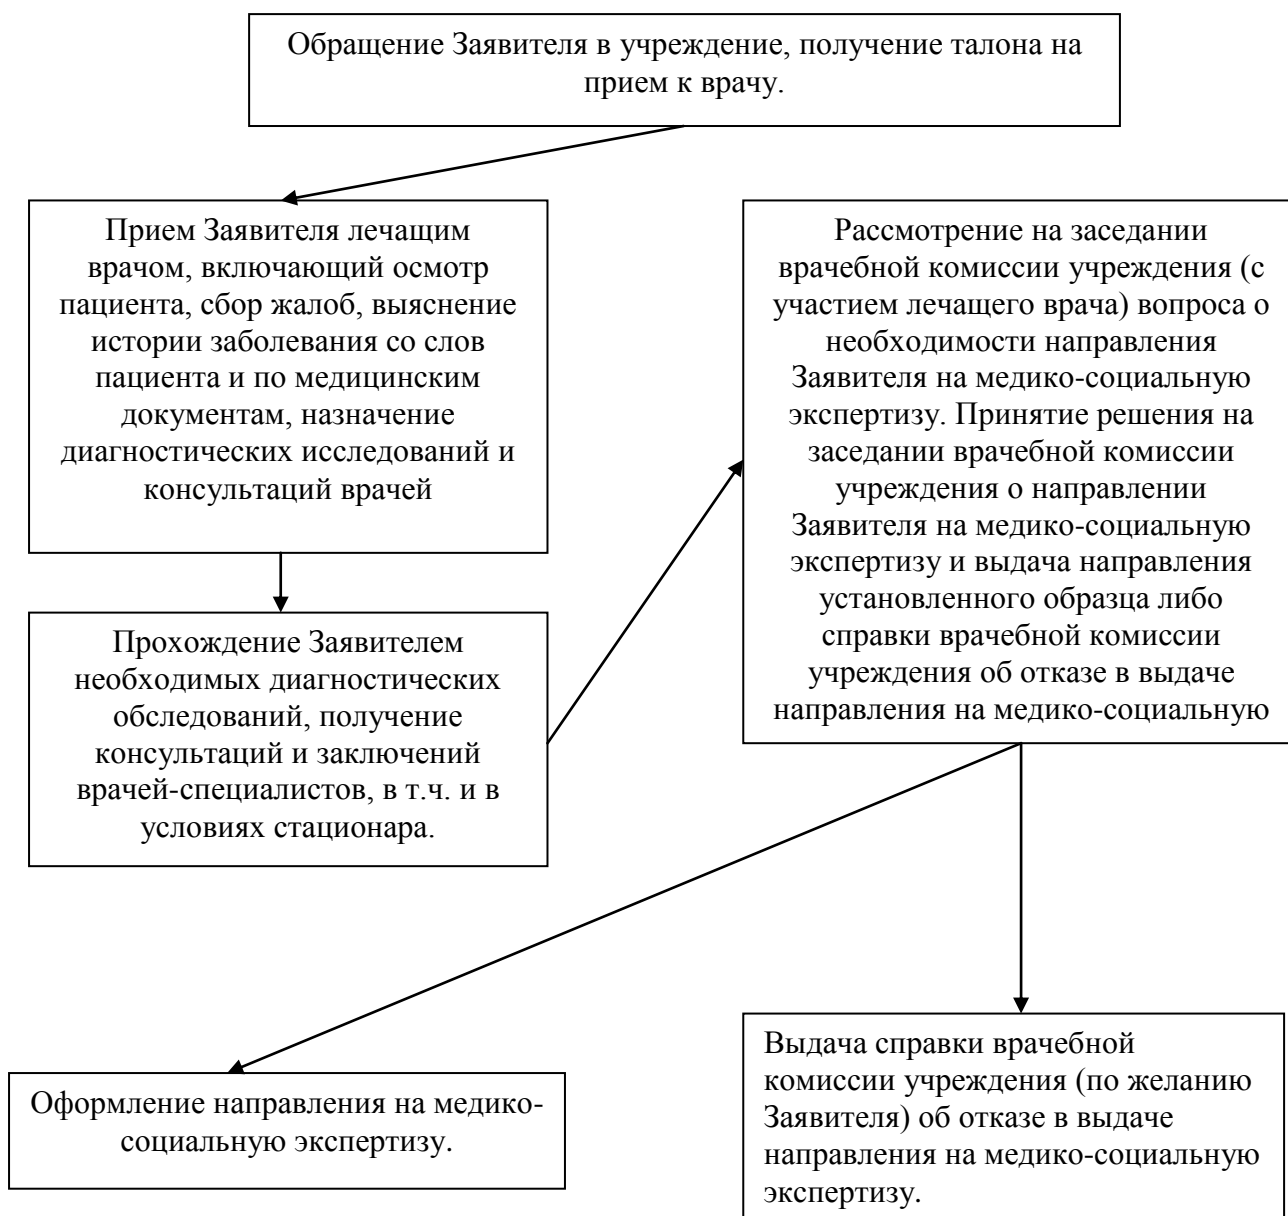 Обращение Заявителя в учреждение, получение талона на
прием к врачу.
Прием Заявителя лечащим
врачом, включающий осмотр
пациента, сбор жалоб, выяснение
истории заболевания со слов
пациента и по медицинским
документам, назначение
диагностических исследований и
консультаций врачей
Прохождение Заявителем
необходимых диагностических
обследований, получение
консультаций и заключений
врачей-специалистов, в т.ч. и в
условиях стационара.
Рассмотрение на заседании
врачебной комиссии учреждения (с
участием лечащего врача) вопроса о
необходимости направления
Заявителя на медико-социальную
экспертизу. Принятие решения на
заседании врачебной комиссии
учреждения о направлении
Заявителя на медико-социальную
экспертизу и выдача направления
установленного образца либо
справки врачебной комиссии
учреждения об отказе в выдаче
направления на медико-социальную
Оформление направления на медико-
социальную экспертизу.
Выдача справки врачебной
комиссии учреждения (по желанию
Заявителя) об отказе в выдаче
направления на медико-социальную
экспертизу.